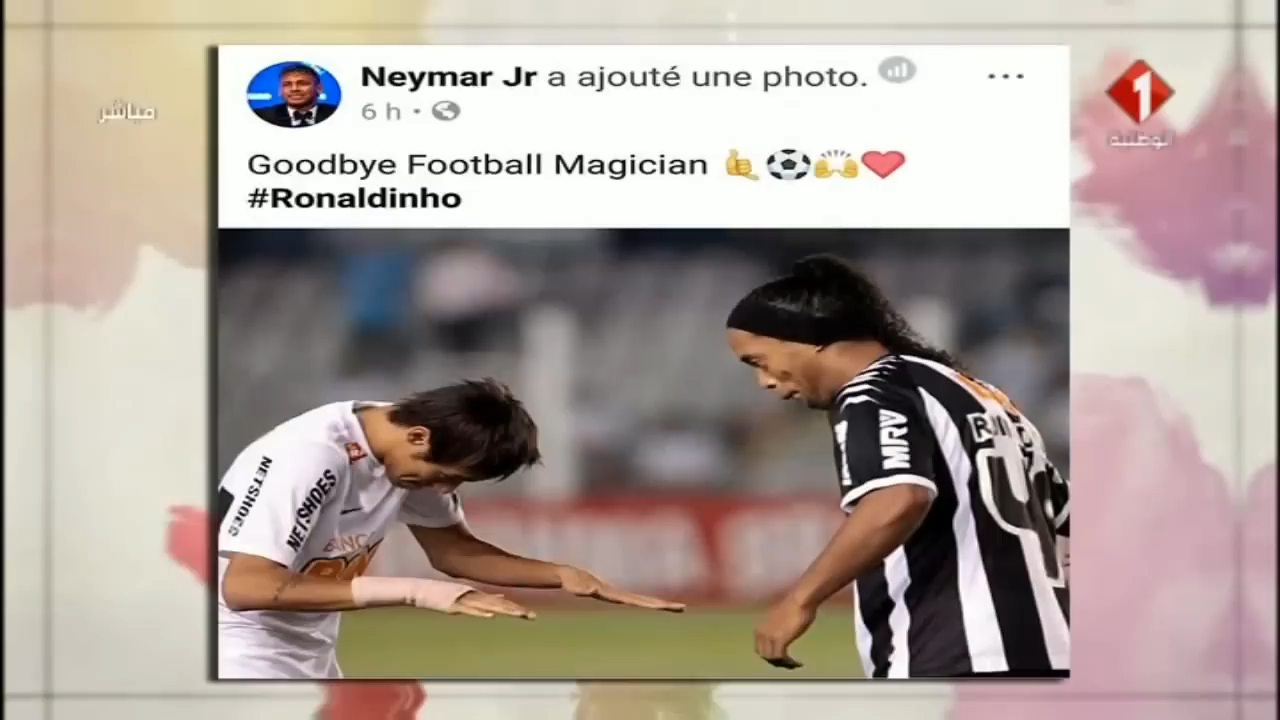 Neymar Jr a ajouté une photo.
6 h
Goodbye Football Magician 🤙⚽🙌❤
#Ronaldinho
مباشر
1
الوطنية
NETSHOES
NETSHOES
MRV